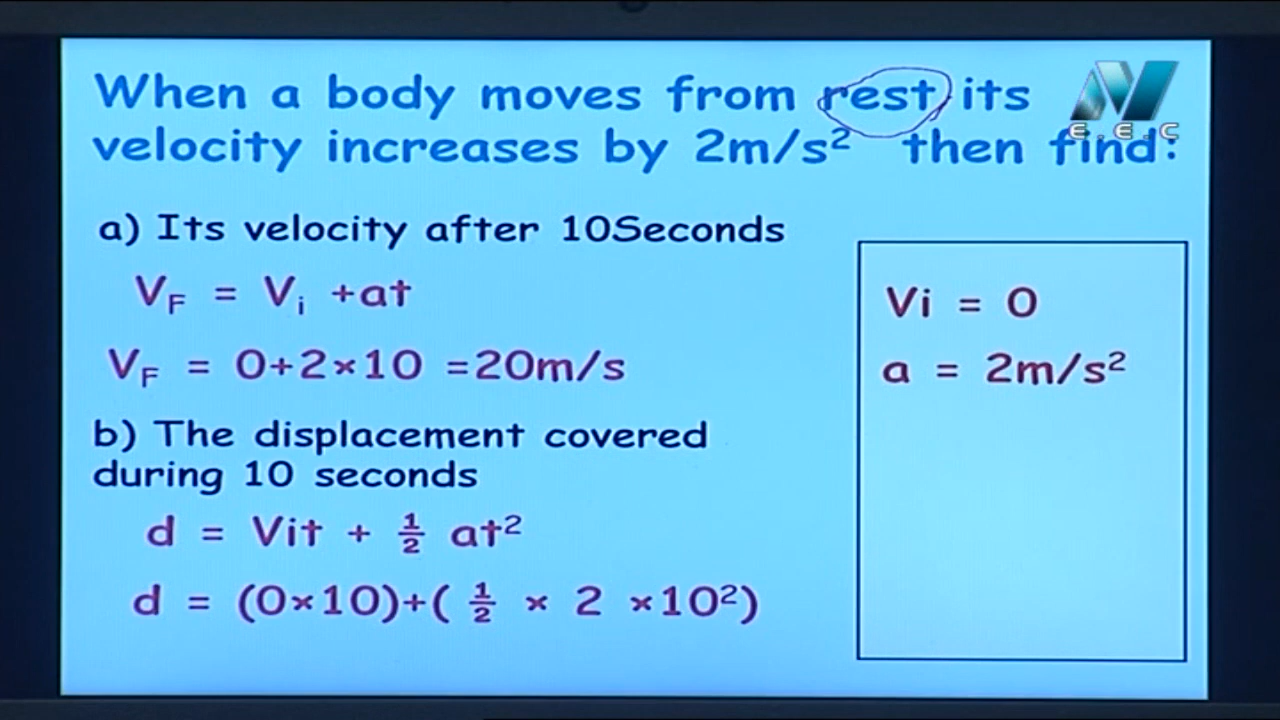 When a body moves from rest its
velocity increases by 2m/s² then find:
N
E.E.C
a) Its velocity after 10Seconds
V_F = V_i +at
V_F = 0+2×10 =20m/s
b) The displacement covered
during 10 seconds
d = Vit + ½ at²
d = (0×10)+( ½ × 2 ×10²)
Vi = 0
a = 2m/s²